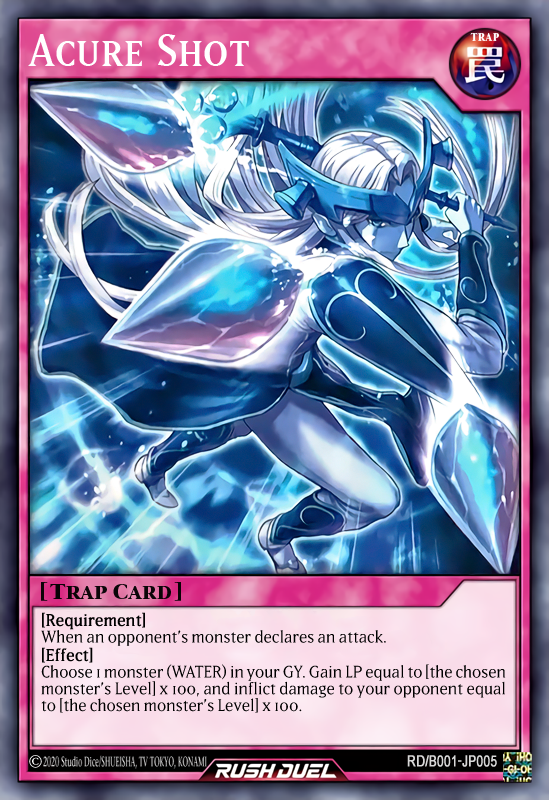 Acure Shot
TRAP
罠
[Trap Card]
[Requirement]
When an opponent's monster declares an attack.
[Effect]
Choose 1 monster (WATER) in your GY. Gain LP equal to [the chosen
monster's Level] x 100, and inflict damage to your opponent equal
to [the chosen monster's Level] x 100.
©2020 Studio Dice/SHUEISHA, TV TOKYO, KONAMI
RUSH DUEL
RD/B001-JP005